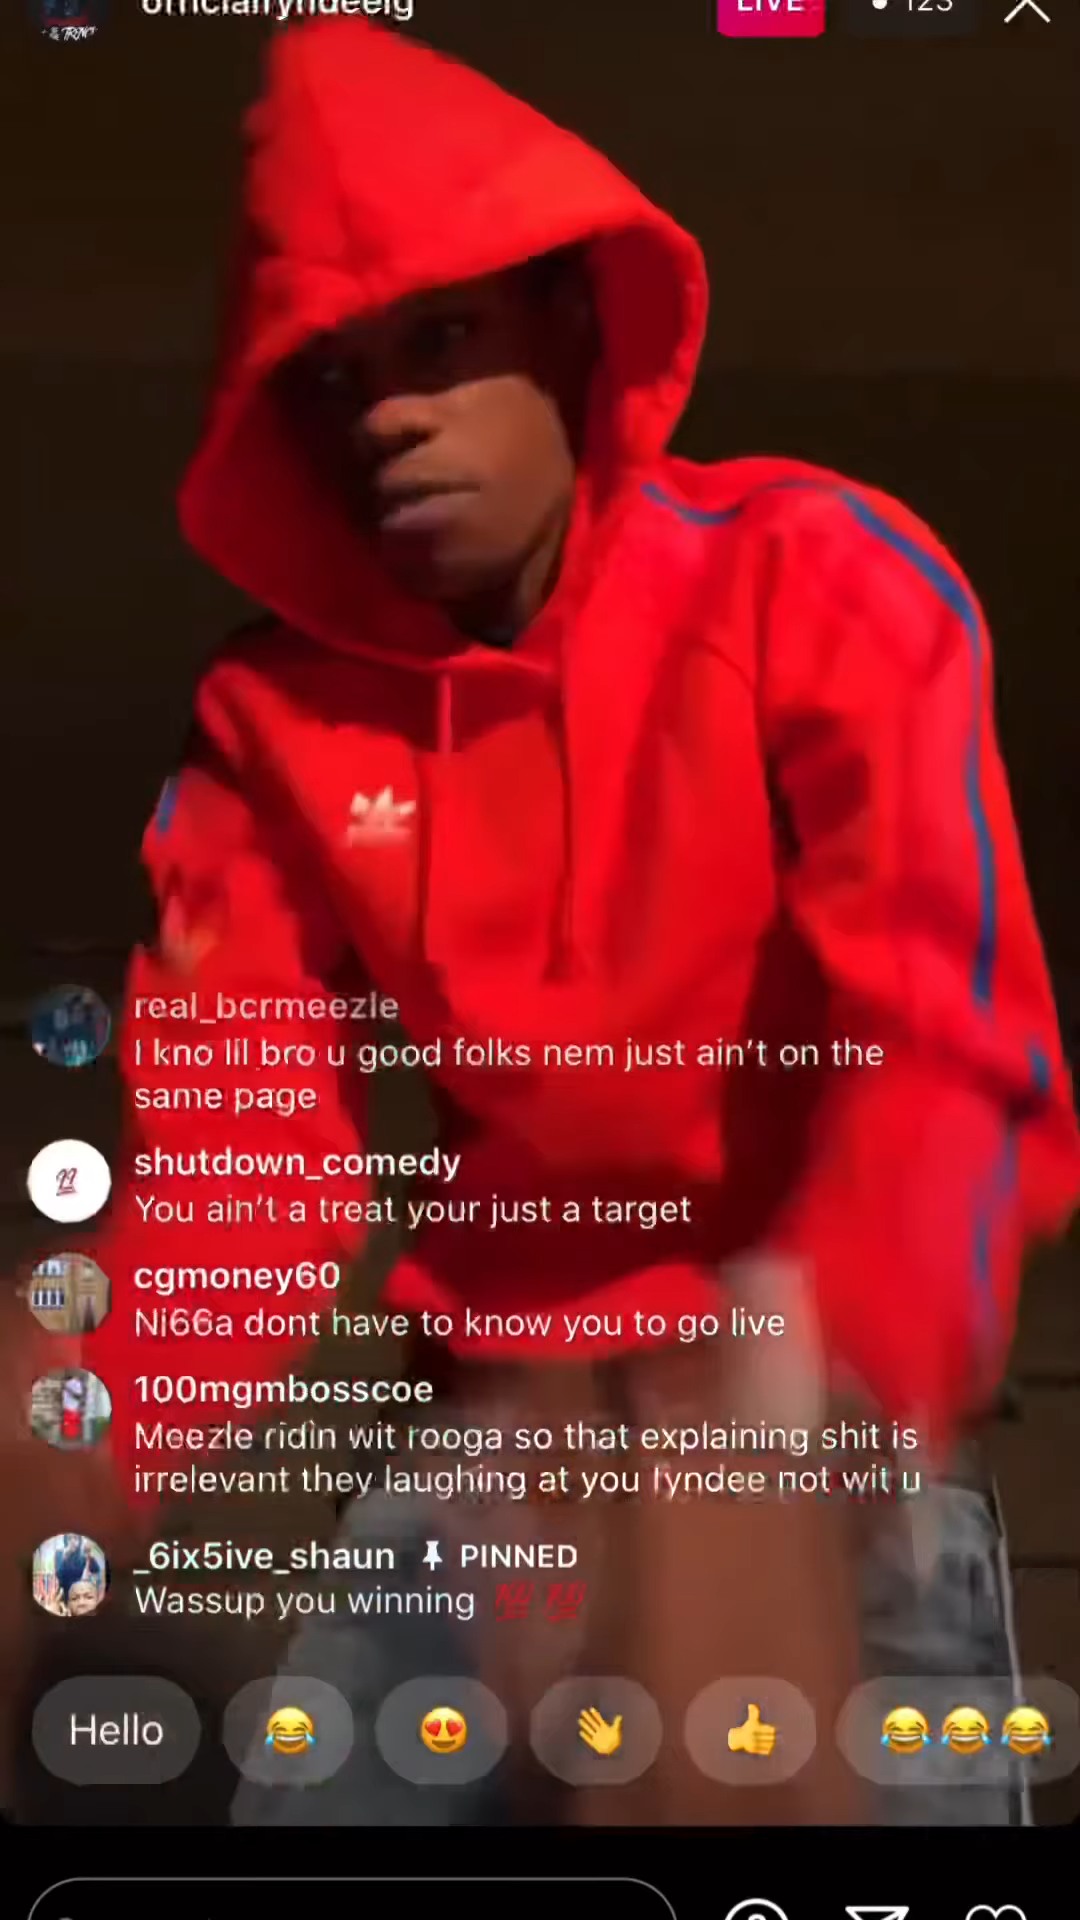 LIVE
123
real_bcrmeezle
I kno lil bro u good folks nem just ain't on the
same page
shutdown_comedy
You ain't a treat your just a target
cgmoney60
Ni66a dont have to know you to go live
100mgmbosscoe
Meezle ridin wit rooga so that explaining shit is
irrelevant they laughing at you lyndee not wit u
_6ix5ive_shaun PINNED
Wassup you winning 💯 💯
Hello 😂 😍 👋 👍 😂😂😂